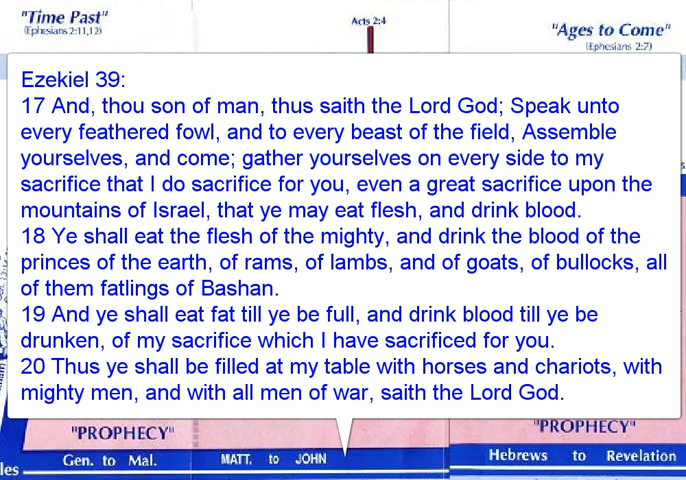 "Time Past"
(Ephesians 2:11,12)
Acts 2:4
"Ages to Come"
(Ephesians 2:7)
Ezekiel 39:
17 And, thou son of man, thus saith the Lord God; Speak unto
every feathered fowl, and to every beast of the field, Assemble
yourselves, and come; gather yourselves on every side to my
sacrifice that I do sacrifice for you, even a great sacrifice upon the
mountains of Israel, that ye may eat flesh, and drink blood.
18 Ye shall eat the flesh of the mighty, and drink the blood of the
princes of the earth, of rams, of lambs, and of goats, of bullocks, all
of them fatlings of Bashan.
19 And ye shall eat fat till ye be full, and drink blood till ye be
drunken, of my sacrifice which I have sacrificed for you.
20 Thus ye shall be filled at my table with horses and chariots, with
mighty men, and with all men of war, saith the Lord God.
"PROPHECY"
"PROPHECY"
Gen. to Mal.
MATT. to JOHN
Hebrews to Revelation
les